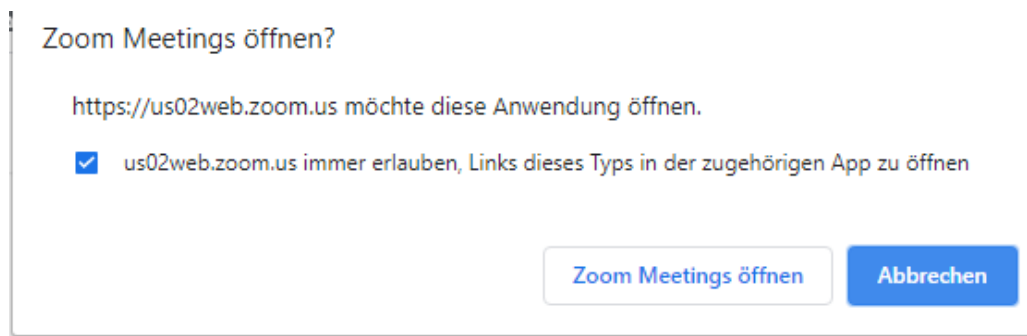 Zoom Meetings öffnen?
https://us02web.zoom.us möchte diese Anwendung öffnen.
us02web.zoom.us immer erlauben, Links dieses Typs in der zugehörigen App zu öffnen
Zoom Meetings öffnen Abbrechen